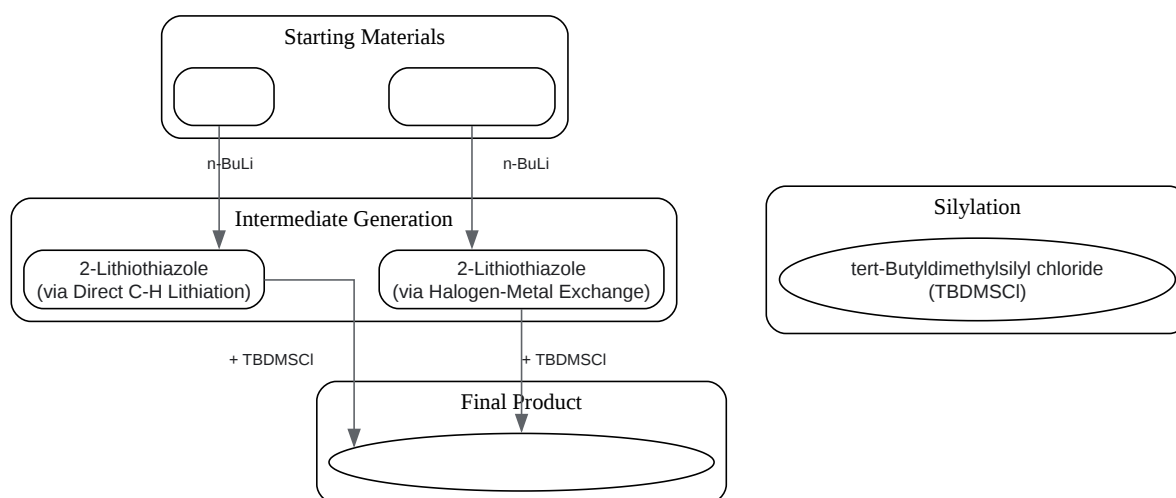 Starting Materials
n-BuLi
n-BuLi
Intermediate Generation
2-Lithiothiazole
(via Direct C-H Lithiation)
2-Lithiothiazole
(via Halogen-Metal Exchange)
Silylation
tert-Butyldimethylsilyl chloride
(TBDMSCl)
+ TBDMSCl
+ TBDMSCl
Final Product